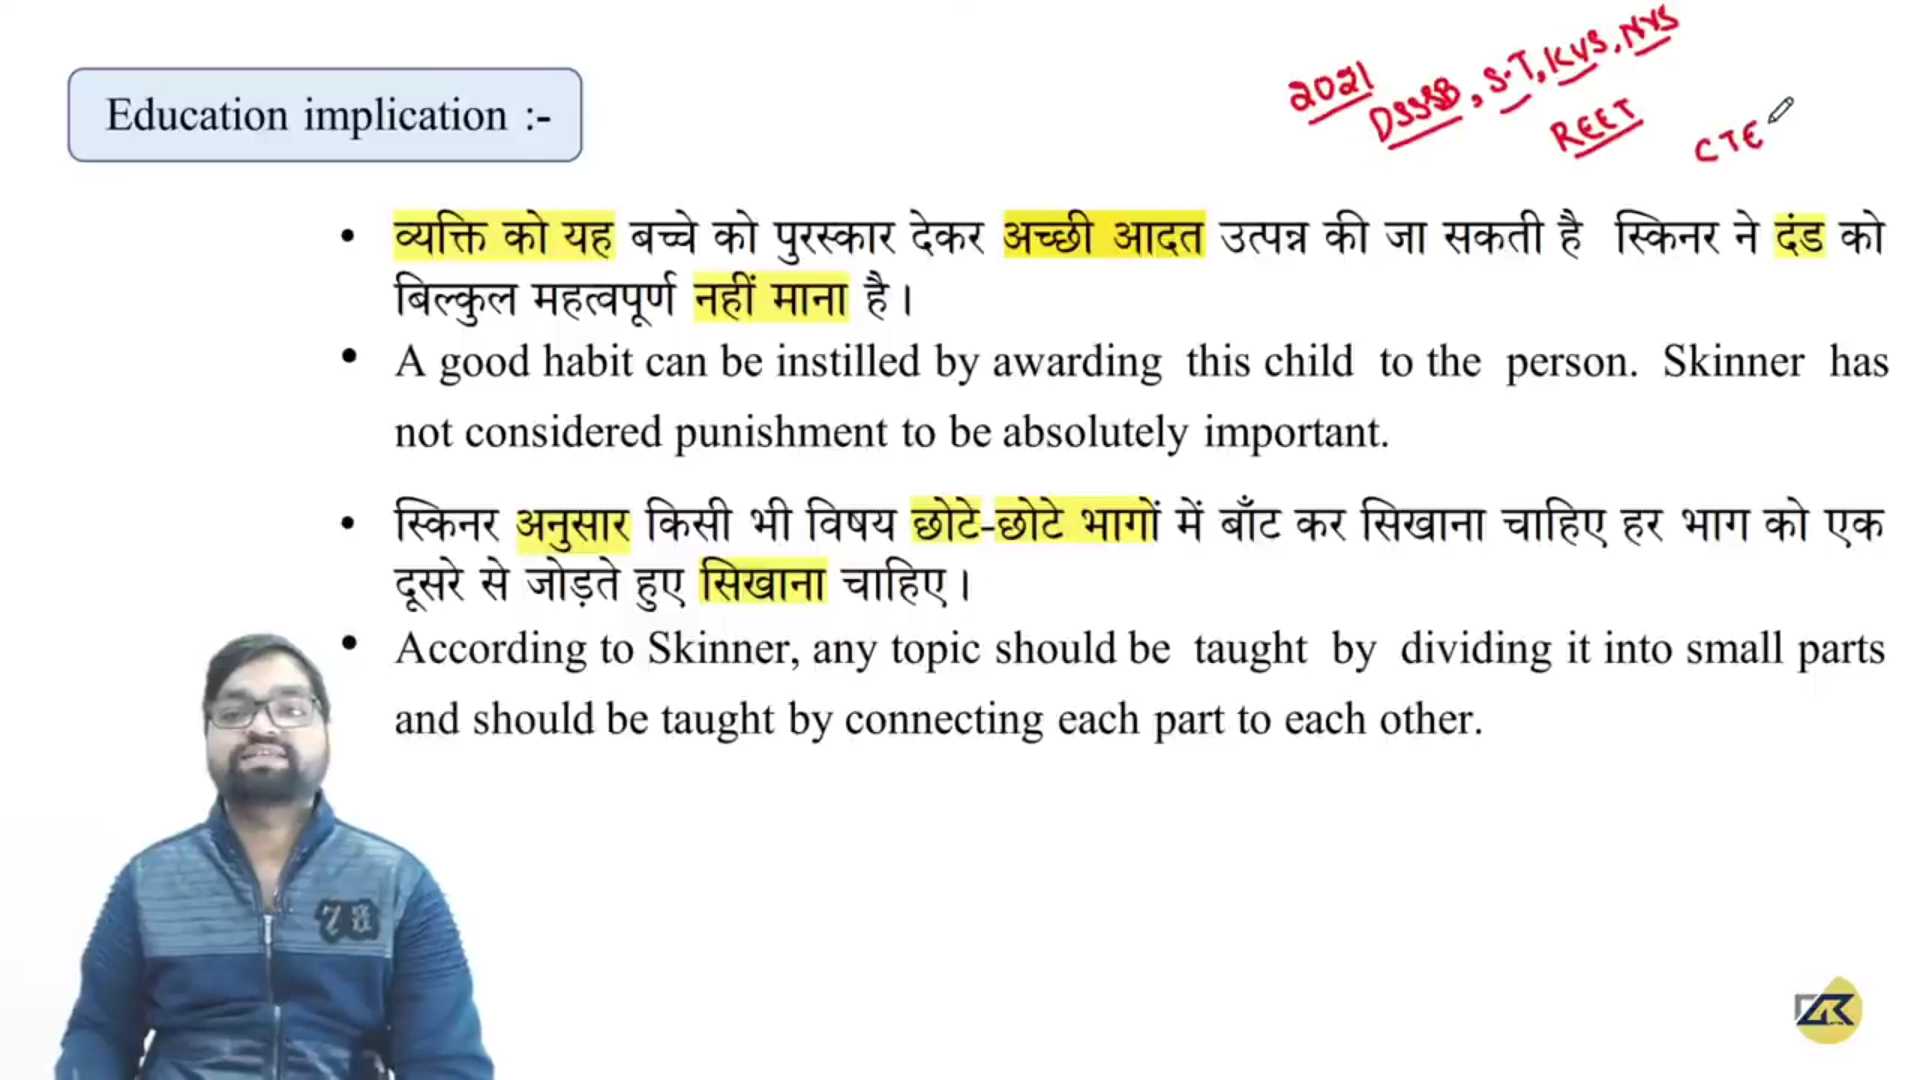 Education implication :-
2021
DSSSB, S-T, KVS, NVS
REET
CTE
• व्यक्ति को यह बच्चे को पुरस्कार देकर अच्छी आदत उत्पन्न की जा सकती है स्किनर ने दंड को
बिल्कुल महत्वपूर्ण नहीं माना है।
• A good habit can be instilled by awarding this child to the person. Skinner has
not considered punishment to be absolutely important.
• स्किनर अनुसार किसी भी विषय छोटे-छोटे भागों में बाँट कर सिखाना चाहिए हर भाग को एक
दूसरे से जोड़ते हुए सिखाना चाहिए।
• According to Skinner, any topic should be taught by dividing it into small parts
and should be taught by connecting each part to each other.